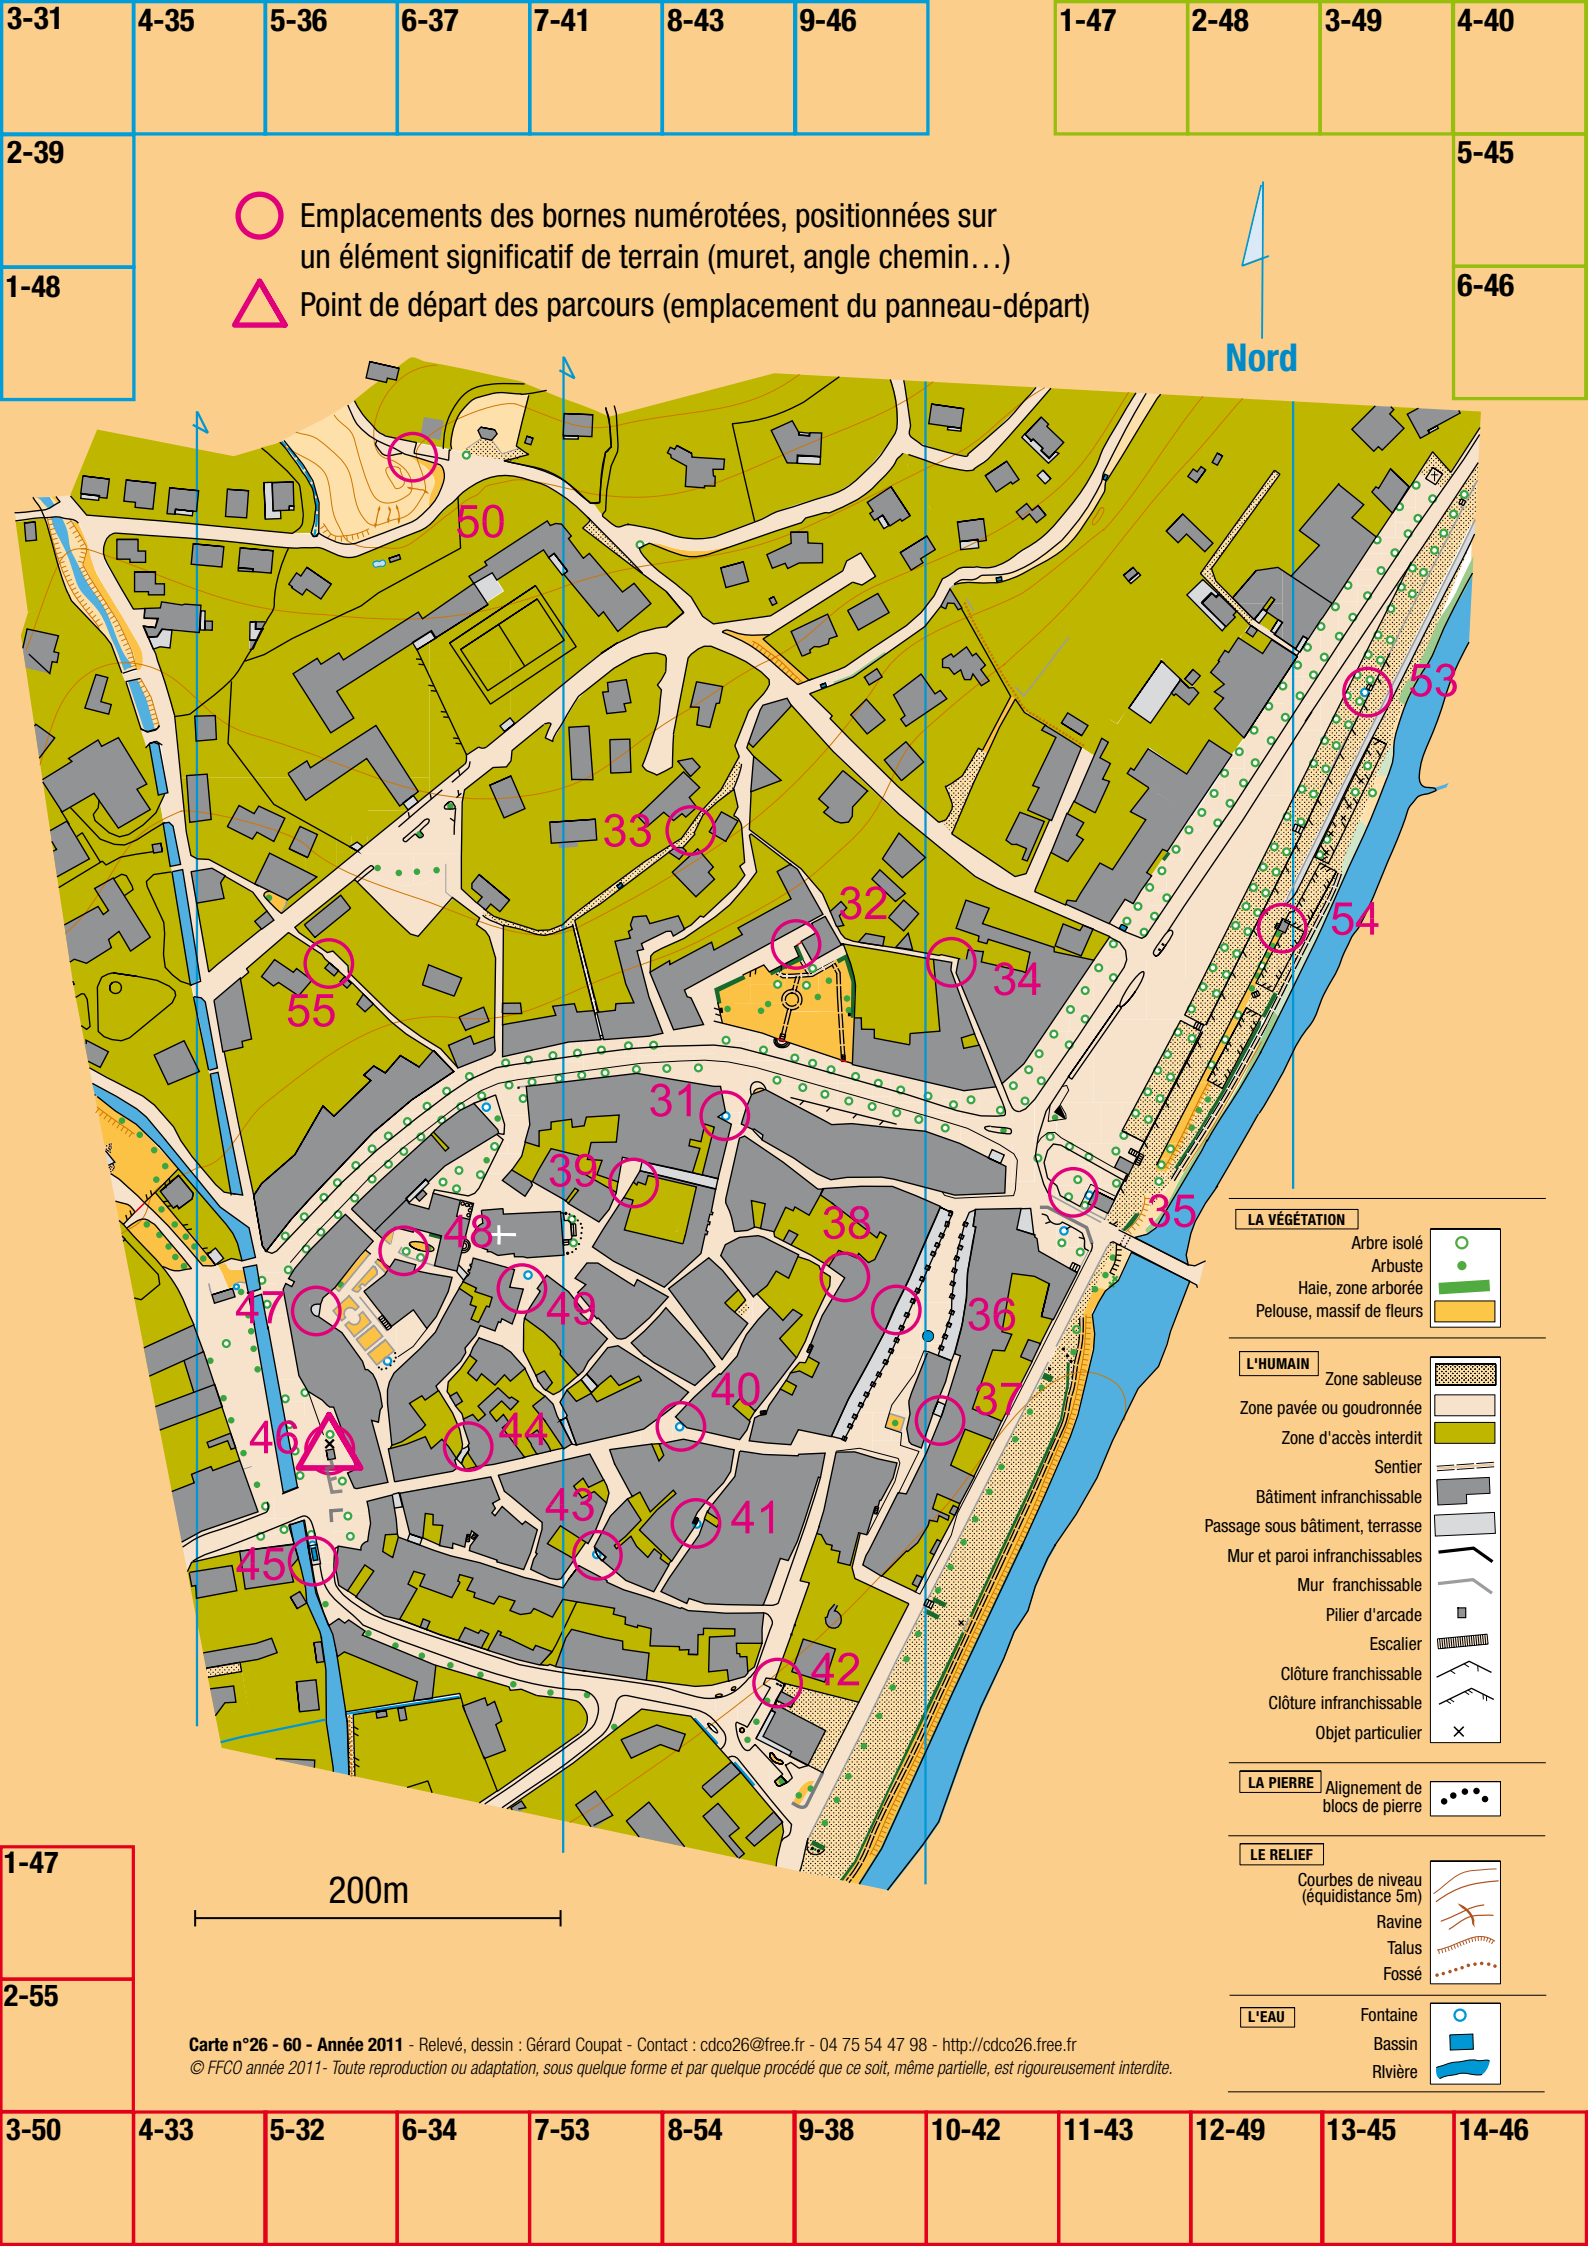 3-31
4-35
5-36
6-37
7-41
8-43
9-46
1-47
2-48
3-49
4-40
2-39
5-45
1-48
6-46
Emplacements des bornes numérotées, positionnées sur
un élément significatif de terrain (muret, angle chemin...)
Point de départ des parcours (emplacement du panneau-départ)
Nord
50
53
33
32
54
34
55
31
39
35
48
38
47
49
36
40
37
46
44
43
41
45
42
LA VÉGÉTATION
Arbre isolé
Arbuste
Haie, zone arborée
Pelouse, massif de fleurs
L'HUMAIN
Zone sableuse
Zone pavée ou goudronnée
Zone d'accès interdit
Sentier
Bâtiment infranchissable
Passage sous bâtiment, terrasse
Mur et paroi infranchissables
Mur franchissable
Pilier d'arcade
Escalier
Clôture franchissable
Clôture infranchissable
Objet particulier
LA PIERRE
Alignement de
blocs de pierre
LE RELIEF
Courbes de niveau
(équidistance 5m)
Ravine
Talus
Fossé
L'EAU
Fontaine
Bassin
RIvière
200m
Carte n°26 - 60 - Année 2011 - Relevé, dessin : Gérard Coupat - Contact : cdco26@free.fr - 04 75 54 47 98 - http://cdco26.free.fr
© FFCO année 2011- Toute reproduction ou adaptation, sous quelque forme et par quelque procédé que ce soit, même partielle, est rigoureusement interdite.
1-47
2-55
3-50
4-33
5-32
6-34
7-53
8-54
9-38
10-42
11-43
12-49
13-45
14-46